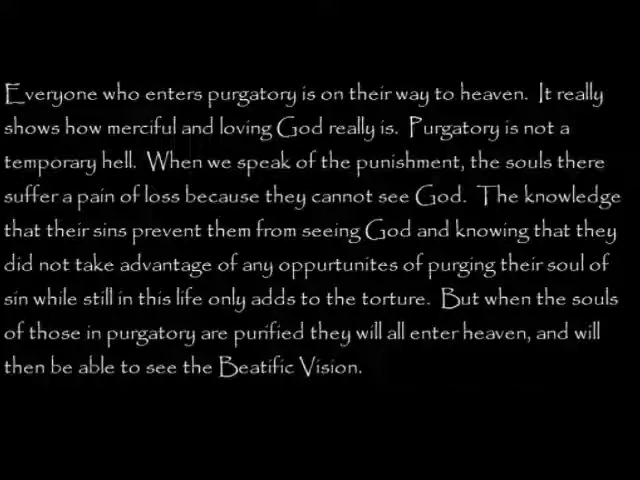 Everyone who enters purgatory is on their way to heaven. It really
shows how merciful and loving God really is. Purgatory is not a
temporary hell. When we speak of the punishment, the souls there
suffer a pain of loss because they cannot see God. The knowledge
that their sins prevent them from seeing God and knowing that they
did not take advantage of any oppurtunites of purging their soul of
sin while still in this life only adds to the torture. But when the souls
of those in purgatory are purified they will all enter heaven, and will
then be able to see the Beatific Vision.